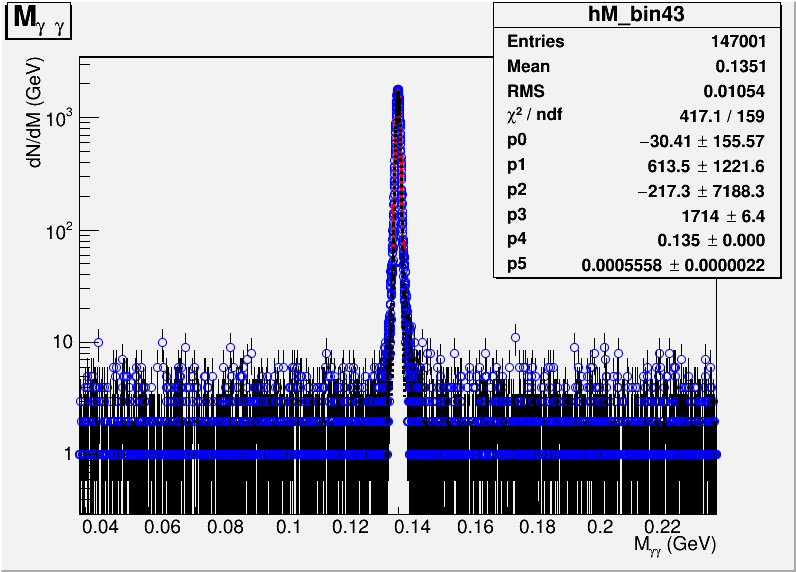 M γ γ
hM_bin43
Entries 147001
Mean 0.1351
RMS 0.01054
χ² / ndf 417.1 / 159
p0 −30.41 ± 155.57
p1 613.5 ± 1221.6
p2 −217.3 ± 7188.3
p3 1714 ± 6.4
p4 0.135 ± 0.000
p5 0.0005558 ± 0.0000022
dN/dM (GeV)
10³
10²
10
1
0.04 0.06 0.08 0.1 0.12 0.14 0.16 0.18 0.2 0.22
Mγγ (GeV)